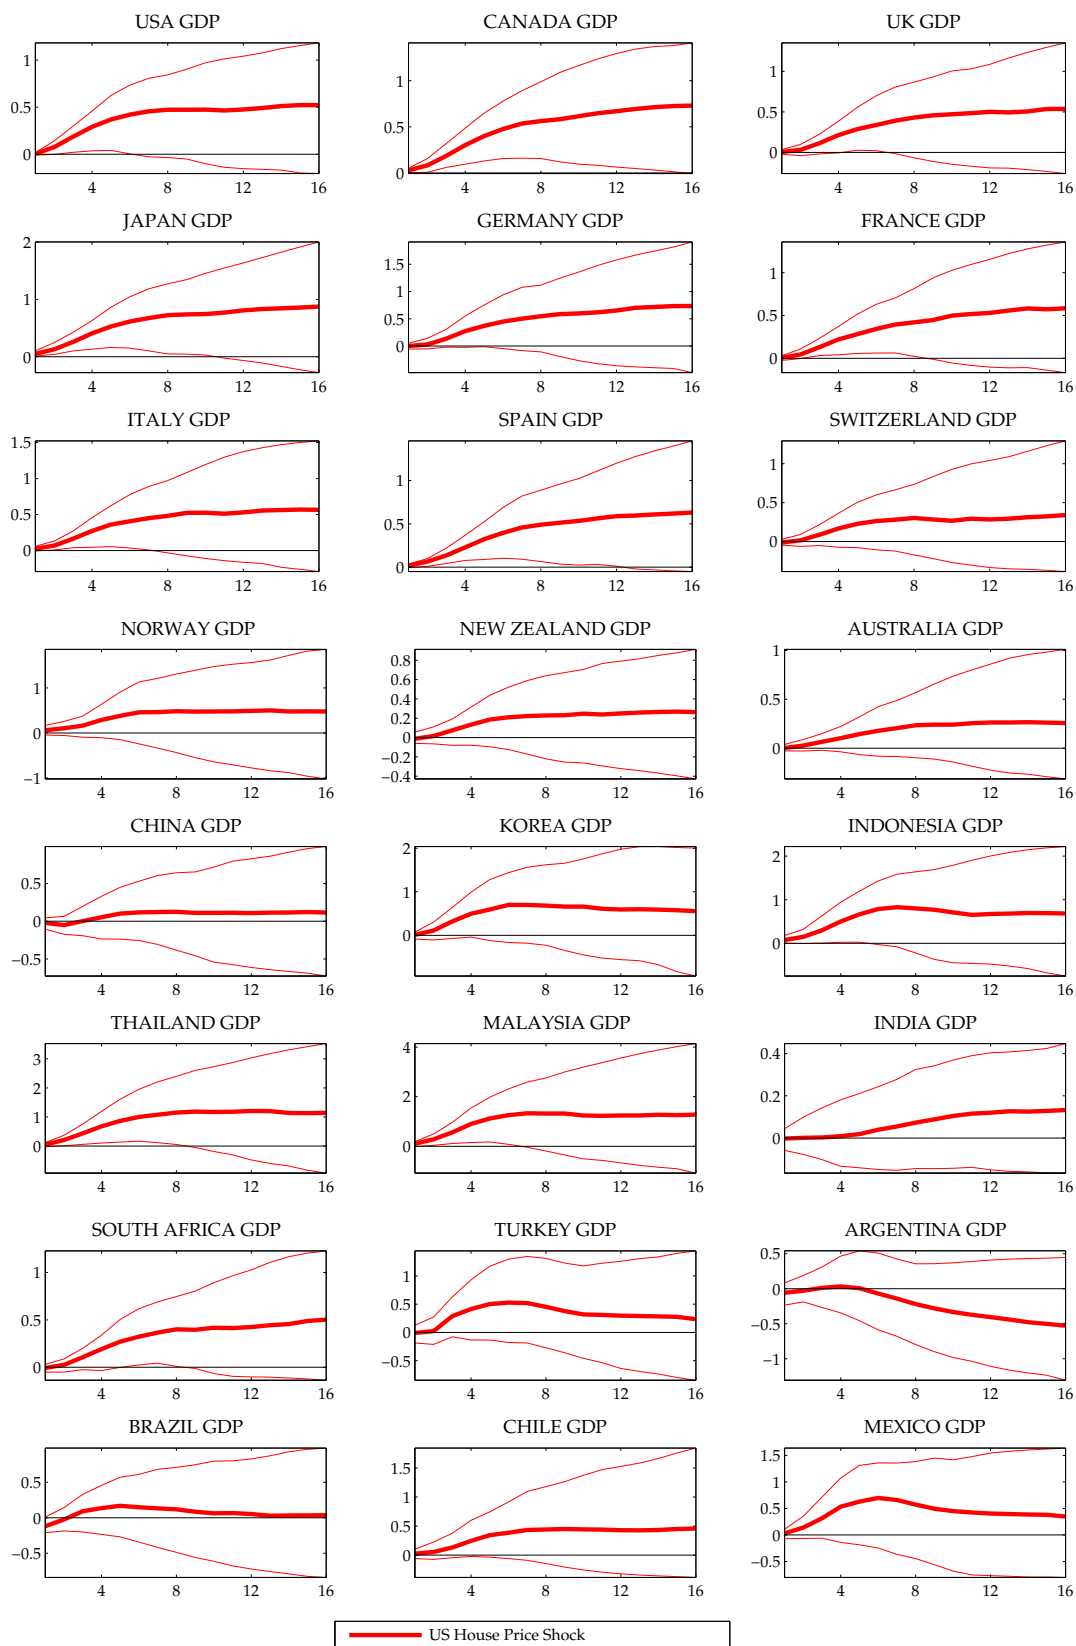 USA GDP
CANADA GDP
UK GDP
1
0.5
0
4 8 12 16
1
0.5
0
4 8 12 16
1
0.5
0
4 8 12 16
JAPAN GDP
GERMANY GDP
FRANCE GDP
2
1
0
4 8 12 16
1.5
1
0.5
0
4 8 12 16
1
0.5
0
4 8 12 16
ITALY GDP
SPAIN GDP
SWITZERLAND GDP
1.5
1
0.5
0
4 8 12 16
1
0.5
0
4 8 12 16
1
0.5
0
4 8 12 16
NORWAY GDP
NEW ZEALAND GDP
AUSTRALIA GDP
1
0
−1
4 8 12 16
0.8
0.6
0.4
0.2
0
−0.2
−0.4
4 8 12 16
1
0.5
0
4 8 12 16
CHINA GDP
KOREA GDP
INDONESIA GDP
0.5
0
−0.5
4 8 12 16
2
1
0
4 8 12 16
2
1
0
4 8 12 16
THAILAND GDP
MALAYSIA GDP
INDIA GDP
3
2
1
0
4 8 12 16
4
2
0
4 8 12 16
0.4
0.2
0
4 8 12 16
SOUTH AFRICA GDP
TURKEY GDP
ARGENTINA GDP
1
0.5
0
4 8 12 16
1
0.5
0
−0.5
4 8 12 16
0.5
0
−0.5
−1
4 8 12 16
BRAZIL GDP
CHILE GDP
MEXICO GDP
0.5
0
−0.5
4 8 12 16
1.5
1
0.5
0
4 8 12 16
1.5
1
0.5
0
−0.5
4 8 12 16
US House Price Shock